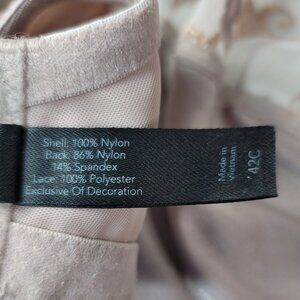 Shell: 100% Nylon
Back: 86% Nylon
14% Spandex
Lace: 100% Polyester
Exclusive Of Decoration
Made in
Vietnam
42C